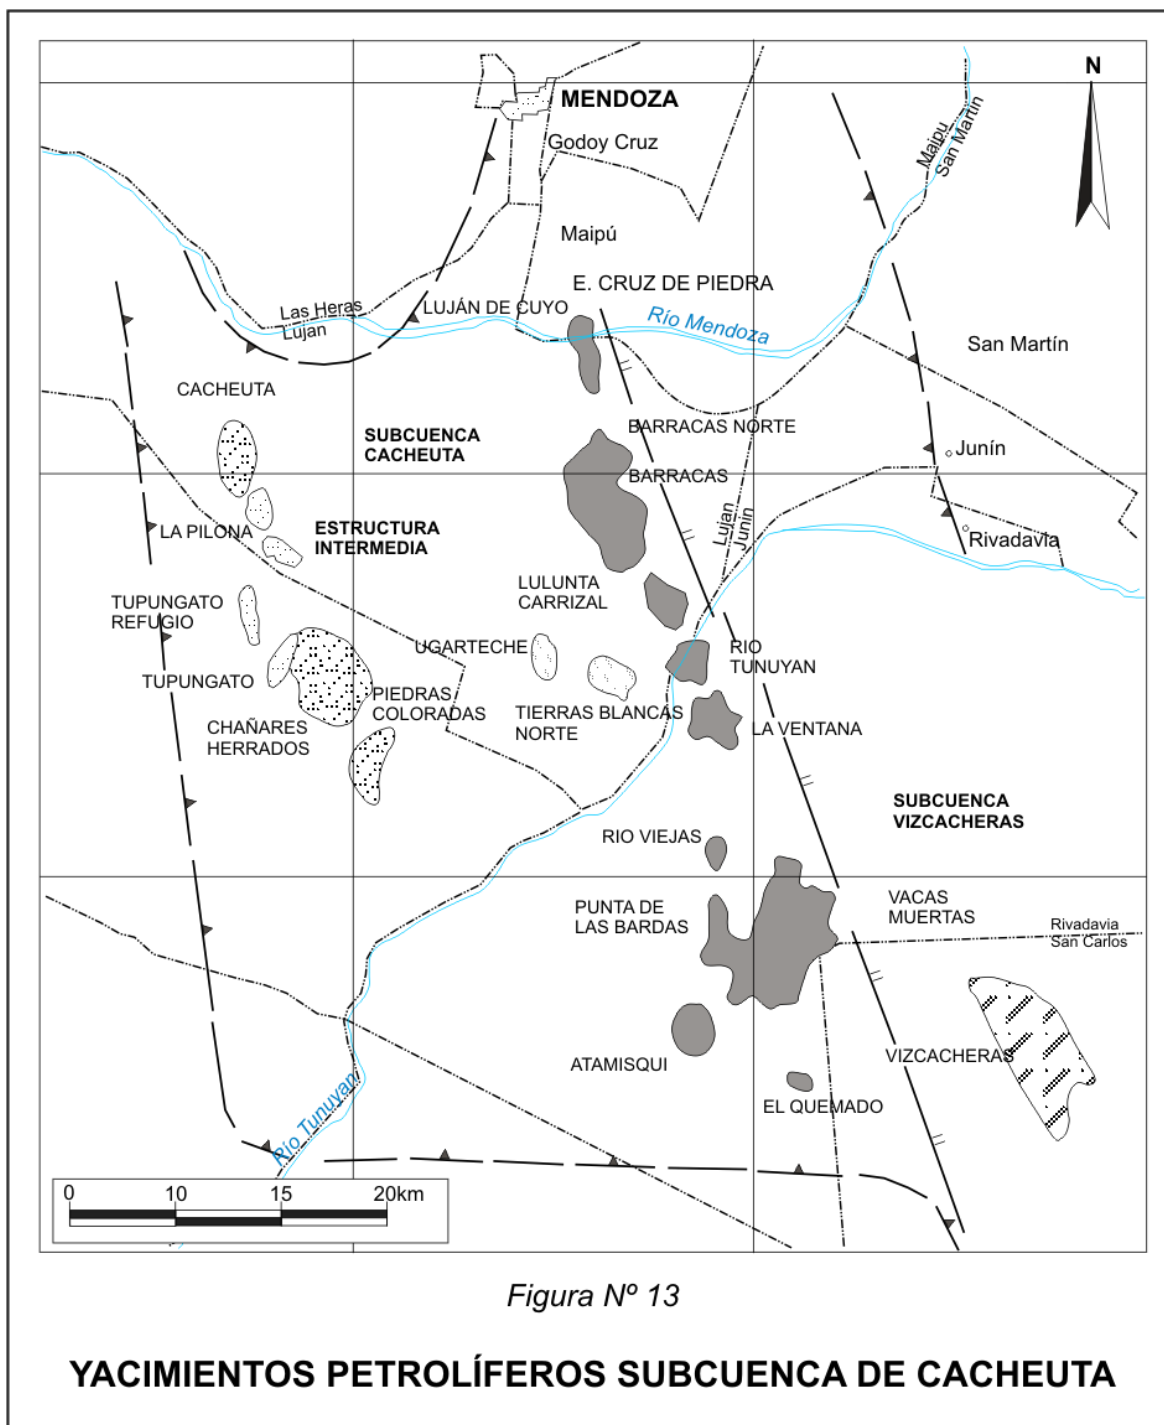 MENDOZA
N
Godoy Cruz
Maipu
San Martín
Maipú
E. CRUZ DE PIEDRA
Las Heras
Lujan
LUJÁN DE CUYO
Río Mendoza
San Martín
CACHEUTA
SUBCUENCA
CACHEUTA
BARRACAS NORTE
Junín
BARRACAS
LA PILONA
ESTRUCTURA
INTERMEDIA
Lujan
Junín
Rivadavia
LULUNTA
CARRIZAL
TUPUNGATO
REFUGIO
UGARTECHE
RIO
TUNUYAN
TUPUNGATO
PIEDRAS
COLORADAS
TIERRAS BLANCAS
NORTE
CHAÑARES
HERRADOS
LA VENTANA
SUBCUENCA
VIZCACHERAS
RIO VIEJAS
PUNTA DE
LAS BARDAS
VACAS
MUERTAS
Rivadavia
San Carlos
ATAMISQUI
VIZCACHERAS
EL QUEMADO
Río Tunuyan
0 10 15 20km
Figura Nº 13
YACIMIENTOS PETROLÍFEROS SUBCUENCA DE CACHEUTA